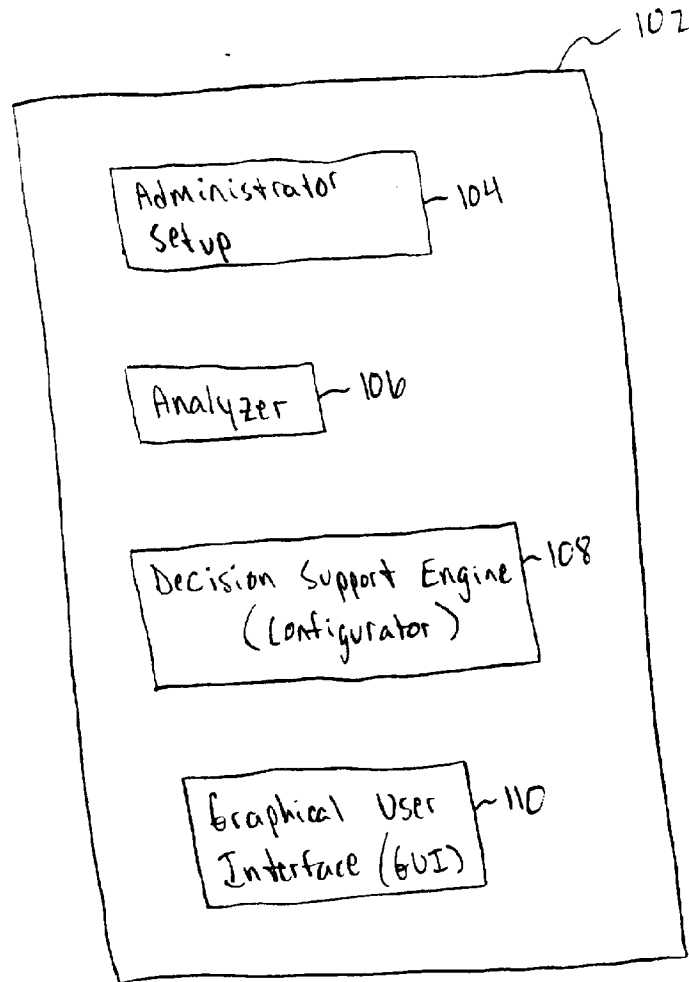 102
Administrator
Setup
104
Analyzer
106
Decision Support Engine
(Configurator)
108
Graphical User
Interface (GUI)
110